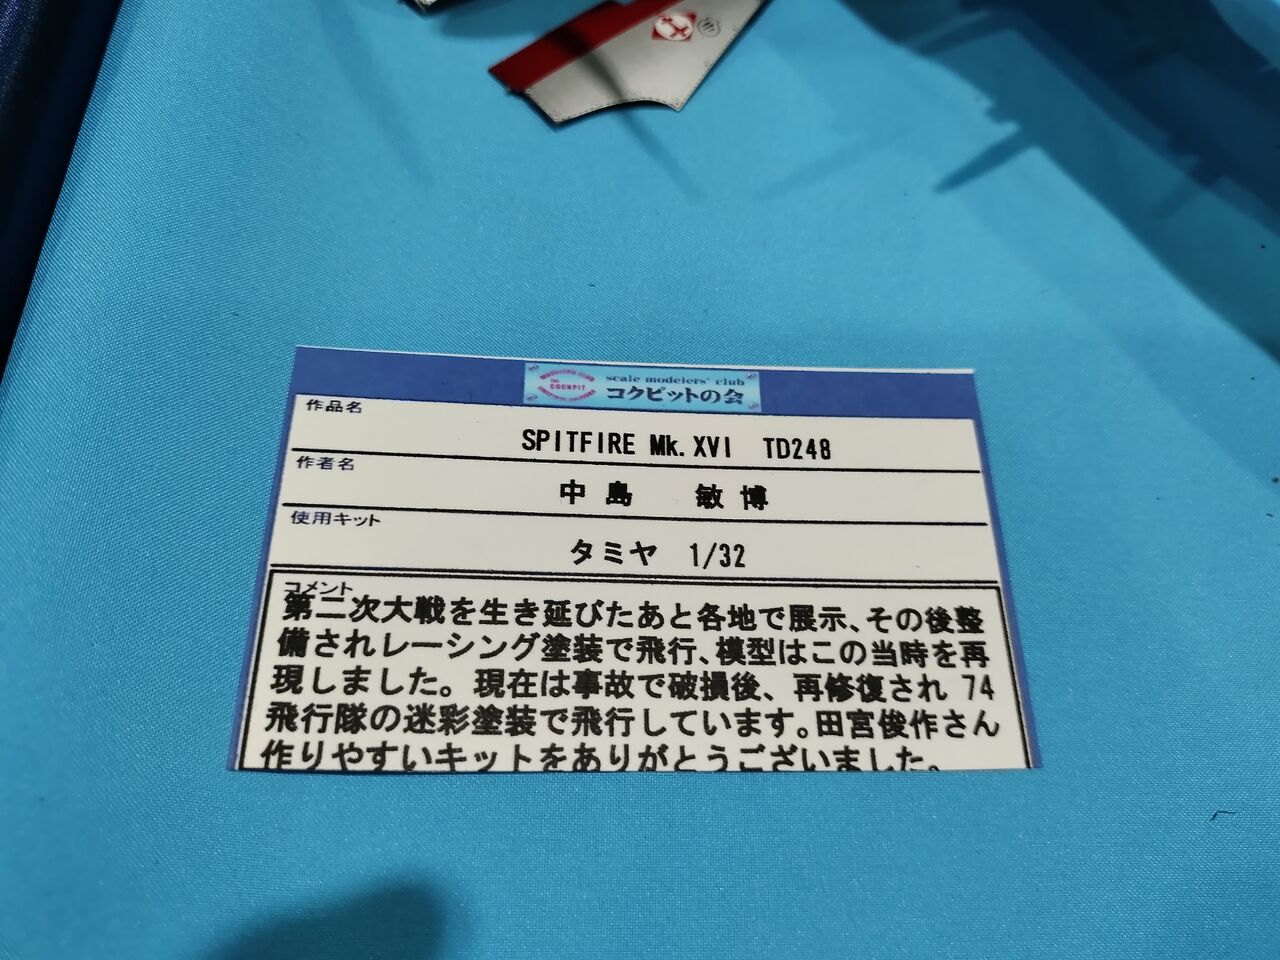 THE
COCKPIT
scale modelers' club
コクピットの会
作品名
SPITFIRE Mk.XVI TD248
作者名
中島 敏博
使用キット
タミヤ 1/32
コメント
第二次大戦を生き延びたあと各地で展示、その後整
備されレーシング塗装で飛行、模型はこの当時を再
現しました。現在は事故で破損後、再修復され 74
飛行隊の迷彩塗装で飛行しています。田宮俊作さん
作りやすいキットをありがとうございました。